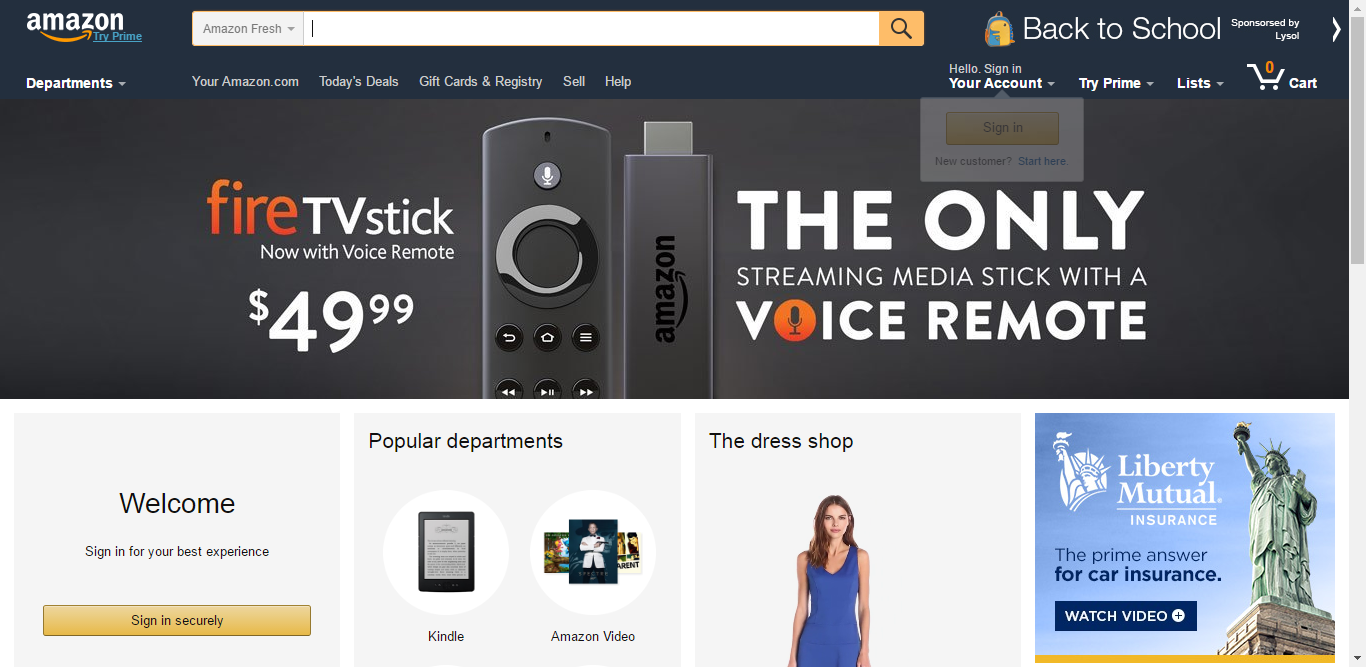 amazon
Try Prime
Amazon Fresh
Back to School
Sponsorsed by
Lysol
Departments
Your Amazon.com
Today's Deals
Gift Cards & Registry
Sell
Help
Hello. Sign in
Your Account
Try Prime
Lists
0
Cart
Sign in
New customer? Start here.
fireTVstick
Now with Voice Remote
$49.99
amazon
THE ONLY
STREAMING MEDIA STICK WITH A
VOICE REMOTE
Welcome
Sign in for your best experience
Sign in securely
Popular departments
SPECTRE
Kindle
Amazon Video
The dress shop
Liberty
Mutual®
INSURANCE
The prime answer
for car insurance.
WATCH VIDEO